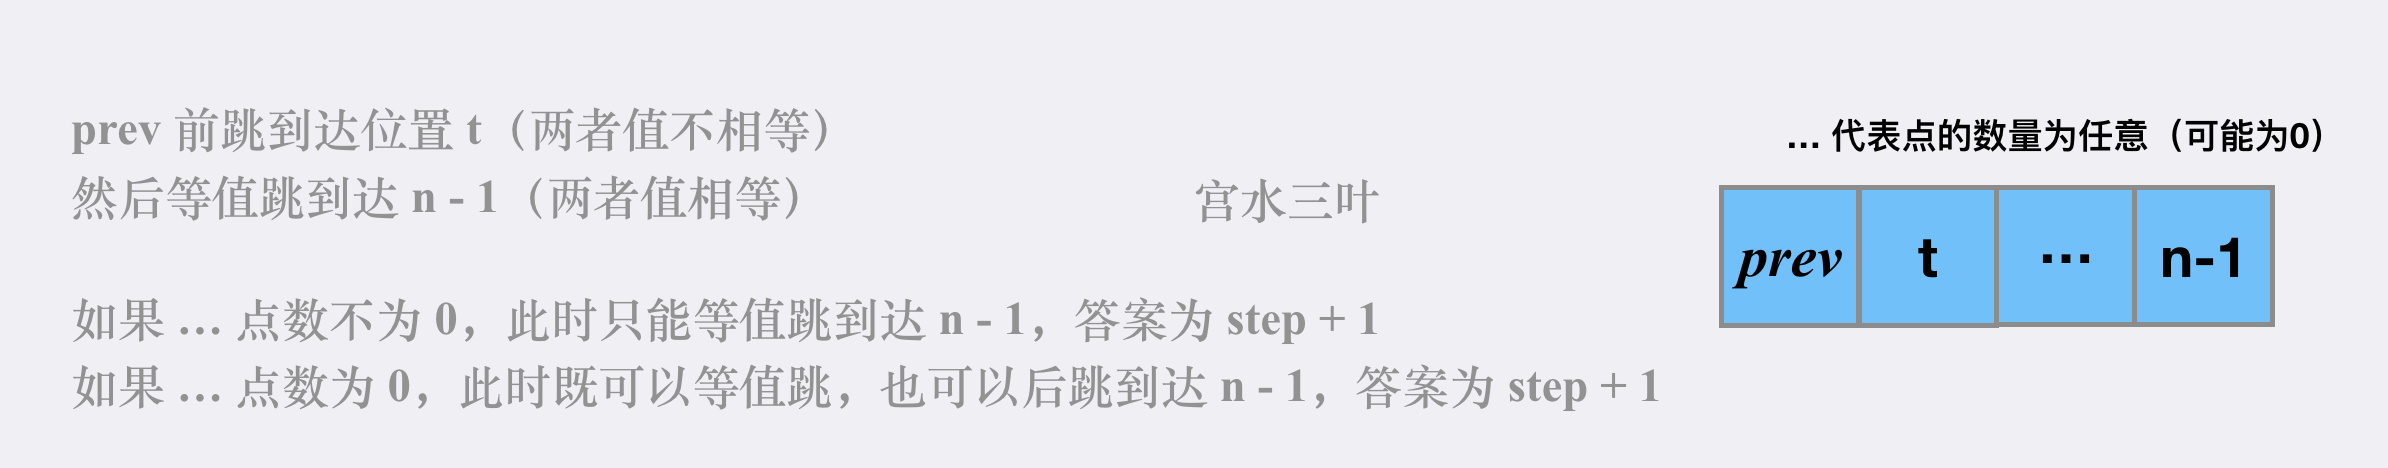 prev 前跳到达位置 t（两者值不相等）
然后等值跳到达 n - 1（两者值相等）
宫水三叶
如果 ... 点数不为 0，此时只能等值跳到达 n - 1，答案为 step + 1
如果 ... 点数为 0，此时既可以等值跳，也可以后跳到达 n - 1，答案为 step + 1
... 代表点的数量为任意（可能为0）
prev t ... n-1